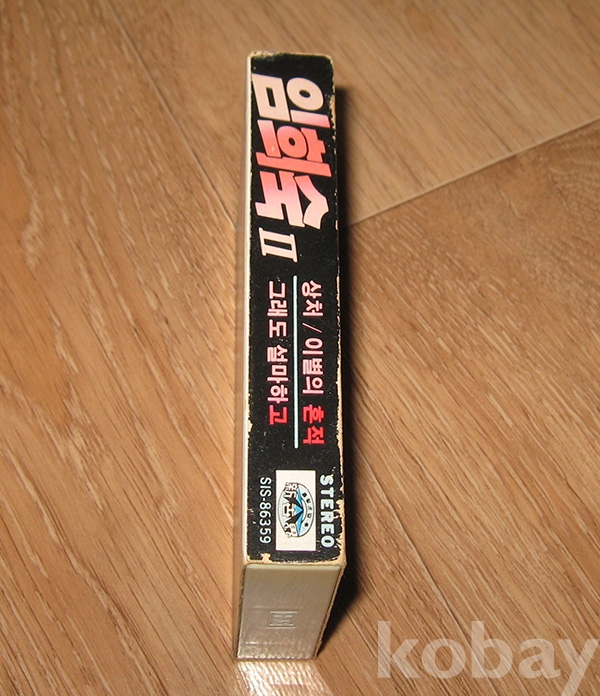 임희숙 II
상처 / 이별의 흔적
그래도 설마하고
STEREO
SIS-86359
kobay